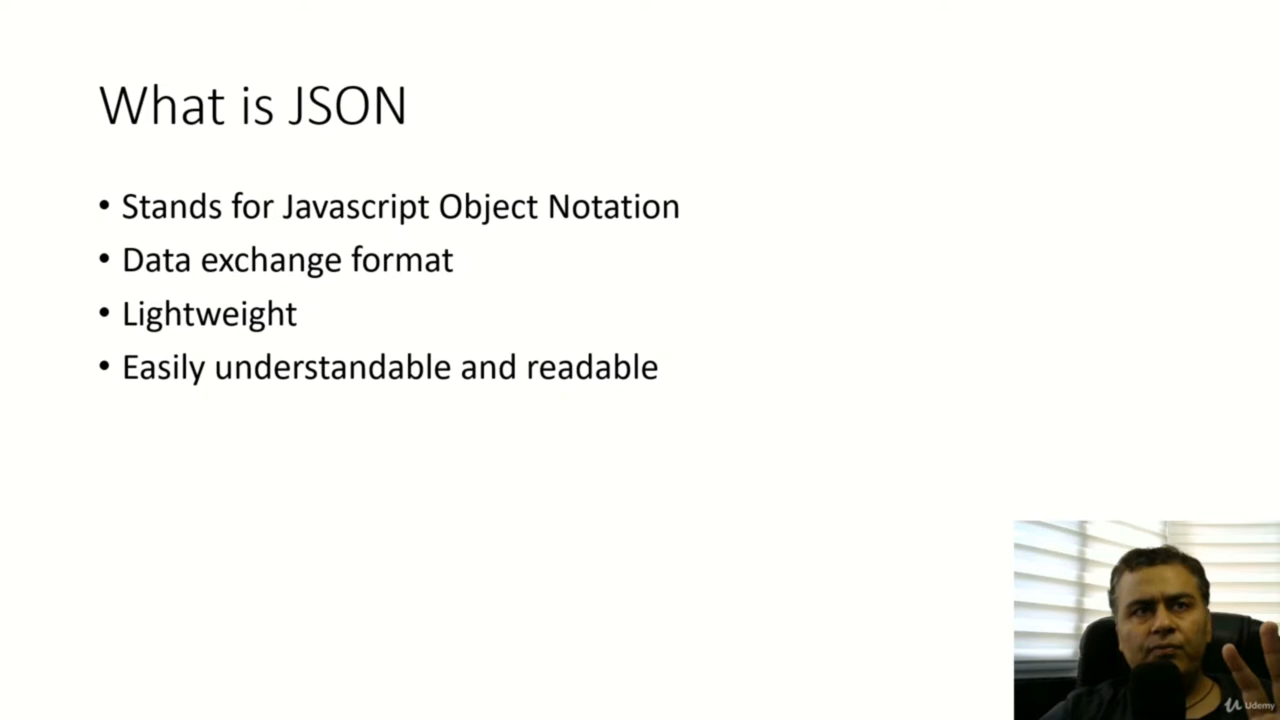 What is JSON
• Stands for Javascript Object Notation
• Data exchange format
• Lightweight
• Easily understandable and readable
Udemy